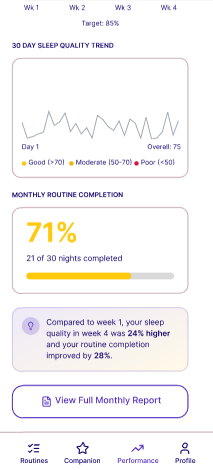 Wk 1 Wk 2 Wk 3 Wk 4
Target: 85%
30 DAY SLEEP QUALITY TREND
Day 1 Overall: 75
Good (>70) Moderate (50-70) Poor (<50)
MONTHLY ROUTINE COMPLETION
71%
21 of 30 nights completed
Compared to week 1, your sleep
quality in week 4 was 24% higher
and your routine completion
improved by 28%.
View Full Monthly Report
Routines Companion Performance Profile